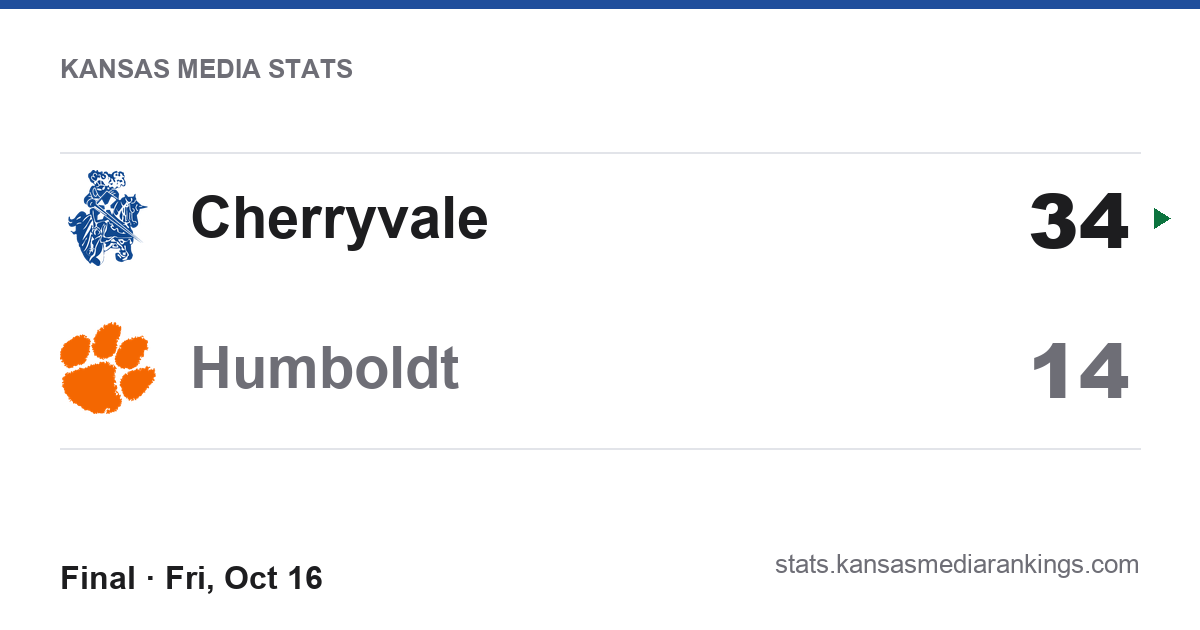 KANSAS MEDIA STATS
Cherryvale 34
Humboldt 14
Final · Fri, Oct 16
stats.kansasmediarankings.com